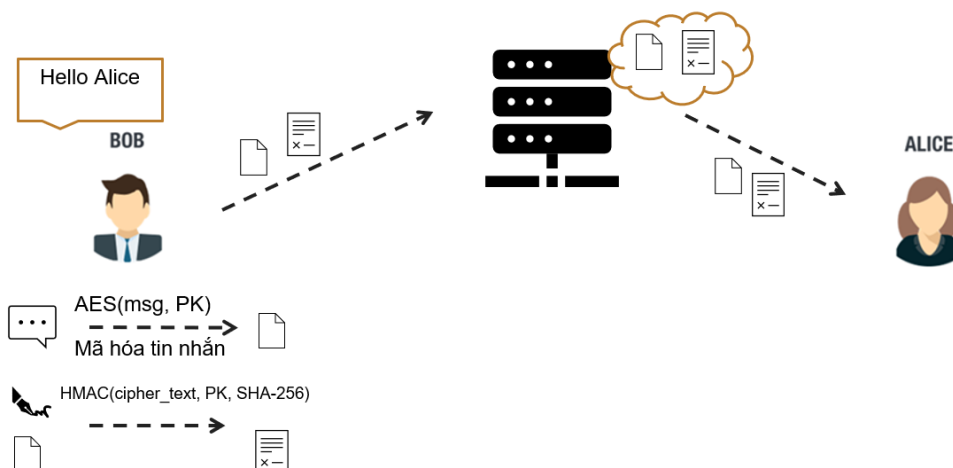 Hello Alice
BOB
ALICE
AES(msg, PK)
Mã hóa tin nhắn
HMAC(cipher_text, PK, SHA-256)